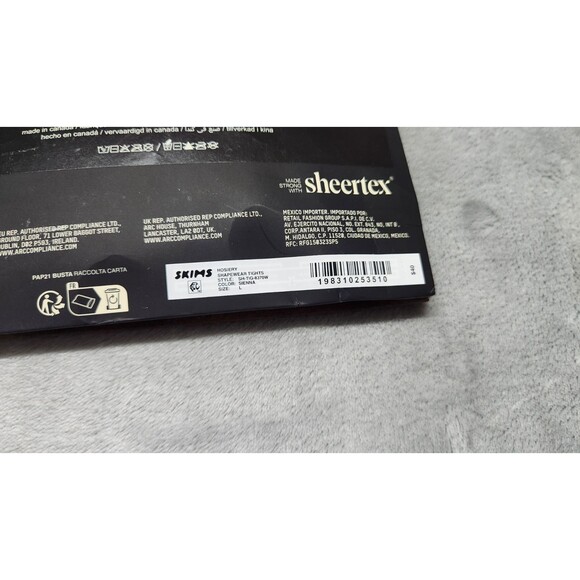 made in canada /
hecho en canadá / vervaardigd in canada / صنع في كندا / tillverkad i kina
MADE
STRONG
WITH
sheertex®
EU REP. AUTHORISED REP COMPLIANCE LTD.,
GROUND FLOOR, 71 LOWER BAGGOT STREET,
DUBLIN, D02 P593, IRELAND.
WWW.ARCCOMPLIANCE.COM
UK REP. AUTHORISED REP COMPLIANCE LTD.,
ARC HOUSE, THURNHAM
LANCASTER, LA2 0DT, UK.
WWW.ARCCOMPLIANCE.COM
MEXICO IMPORTER. IMPORTADO POR:
RETAIL FASHION GROUP S.A.P.I. DE C.V.
AV. EJERCITO NACIONAL, NO. EXT. 843, NO, INT Ø,
CORP.ANTARA II, PISO 3, COL. GRANADA,
M. HIDALGO, C.P. 11520, CIUDAD DE MÉXICO, MÉXICO.
RFC: RFG150323SP5
PAP21 BUSTA RACCOLTA CARTA
FR
SKIMS
HOSIERY
SHAPEWEAR TIGHTS
STYLE: SH-TIG-6370W
COLOR: SIENNA
SIZE: L
198310253510
$40